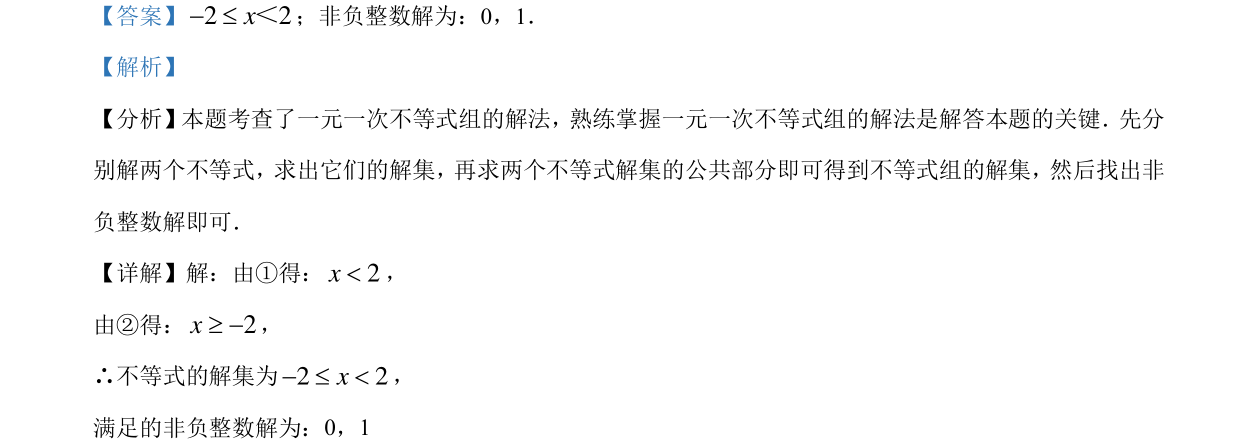 【答案】−2≤x<2；非负整数解为：0，1．
【解析】
【分析】本题考查了一元一次不等式组的解法，熟练掌握一元一次不等式组的解法是解答本题的关键．先分
别解两个不等式，求出它们的解集，再求两个不等式解集的公共部分即可得到不等式组的解集，然后找出非
负整数解即可．
【详解】解：由①得：x<2，
由②得：x≥−2，
∴不等式的解集为−2≤x<2，
满足的非负整数解为：0，1